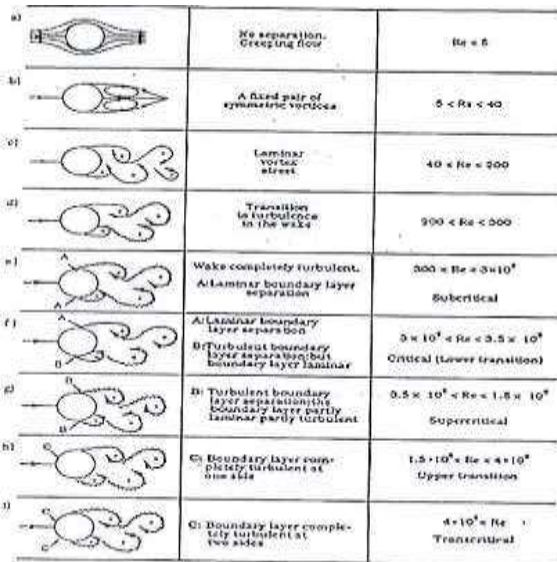 a)
No separation.
Creeping flow
Re < 5
b)
A fixed pair of
symmetric vortices
5 < Re < 40
c)
Laminar
vortex
street
40 < Re < 200
d)
Transition
to turbulence
in the wake
200 < Re < 300
e)
A
A
Wake completely turbulent.
A:Laminar boundary layer
separation
300 < Re < 3×10⁵
Subcritical
f)
A
B
A:Laminar boundary
layer separation
B:Turbulent boundary
layer separation:but
boundary layer laminar
3 × 10⁵ < Re < 3.5 × 10⁵
Critical (Lower transition)
g)
B
B
B: Turbulent boundary
layer separation:the
boundary layer partly
laminar partly turbulent
3.5 × 10⁵ < Re < 1.5 × 10⁶
Supercritical
h)
C
C: Boundary layer com-
pletely turbulent at
one side
1.5×10⁶ < Re < 4×10⁶
Upper transition
i)
C
C
C: Boundary layer comple-
tely turbulent at
two sides
4×10⁶ < Re
Transcritical